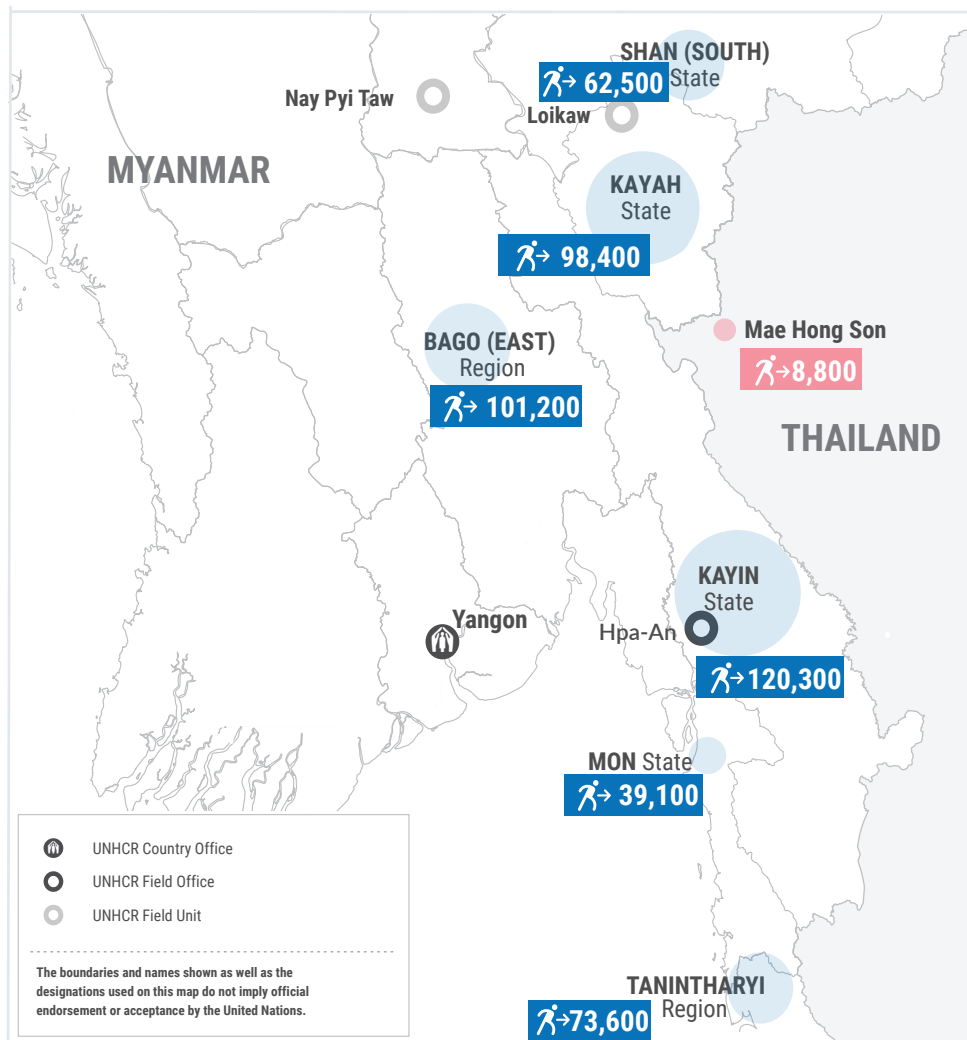 SHAN (SOUTH)
State
62,500
Nay Pyi Taw
Loikaw
MYANMAR
KAYAH
State
98,400
Mae Hong Son
8,800
BAGO (EAST)
Region
101,200
THAILAND
KAYIN
State
Yangon
Hpa-An
120,300
MON State
39,100
UNHCR Country Office
UNHCR Field Office
UNHCR Field Unit
The boundaries and names shown as well as the
designations used on this map do not imply official
endorsement or acceptance by the United Nations.
TANINTHARYI
Region
73,600